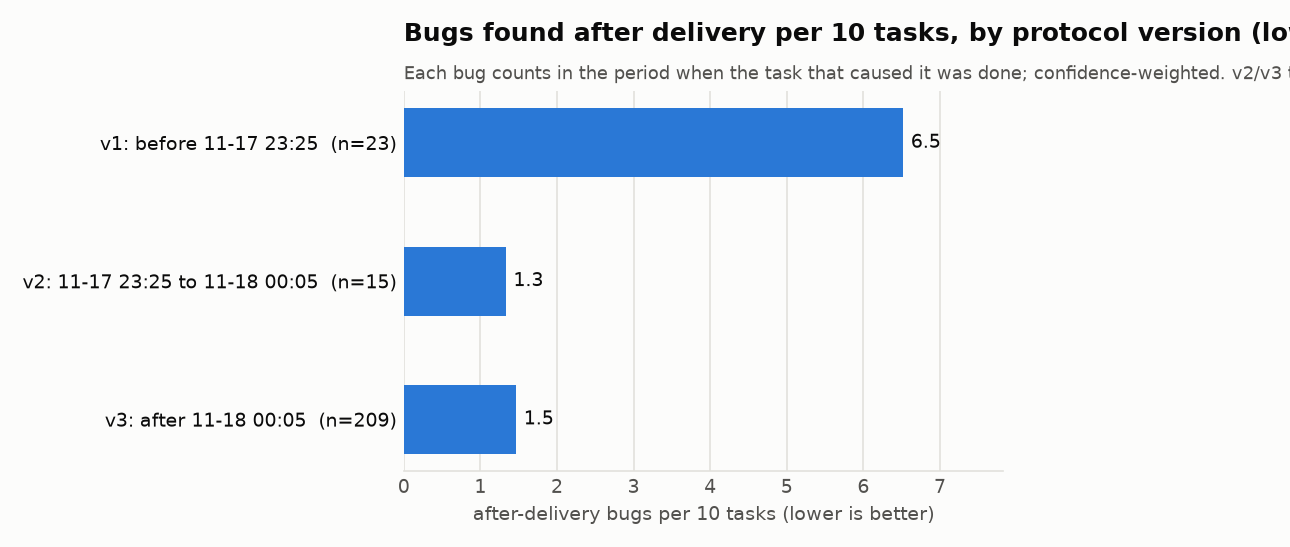 Bugs found after delivery per 10 tasks, by protocol version
Each bug counts in the period when the task that caused it was done; confidence-weighted. v2/v3
v1: before 11-17 23:25 (n=23)
6.5
v2: 11-17 23:25 to 11-18 00:05 (n=15)
1.3
v3: after 11-18 00:05 (n=209)
1.5
0 1 2 3 4 5 6 7
after-delivery bugs per 10 tasks (lower is better)